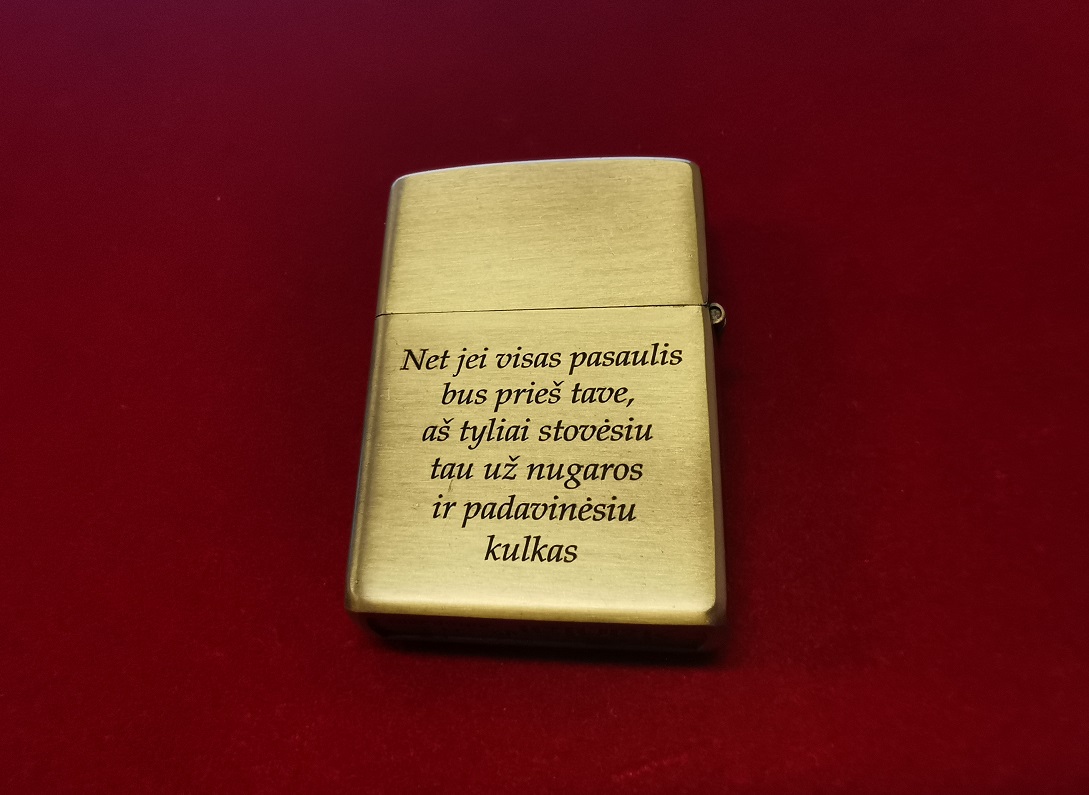 Net jei visas pasaulis
bus prieš tave,
aš tyliai stovėsiu
tau už nugaros
ir padavinėsiu
kulkas